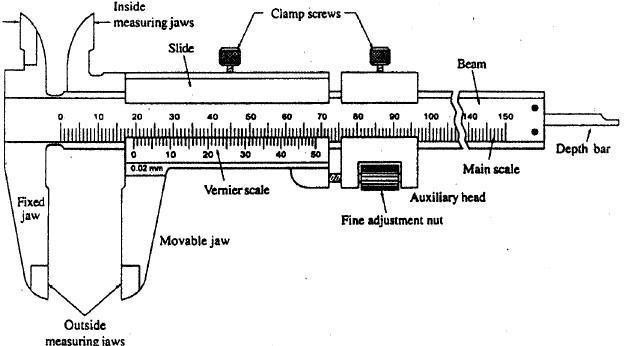 Inside
measuring jaws
Clamp screws
Slide
Beam
0 10 20 30 40 50 60 70 80 90 100 130 140 150
0 10 20 30 40 50
0.02 mm
Vernier scale
Main scale
Depth bar
Auxiliary head
Fine adjustment nut
Fixed
jaw
Movable jaw
Outside
measuring jaws